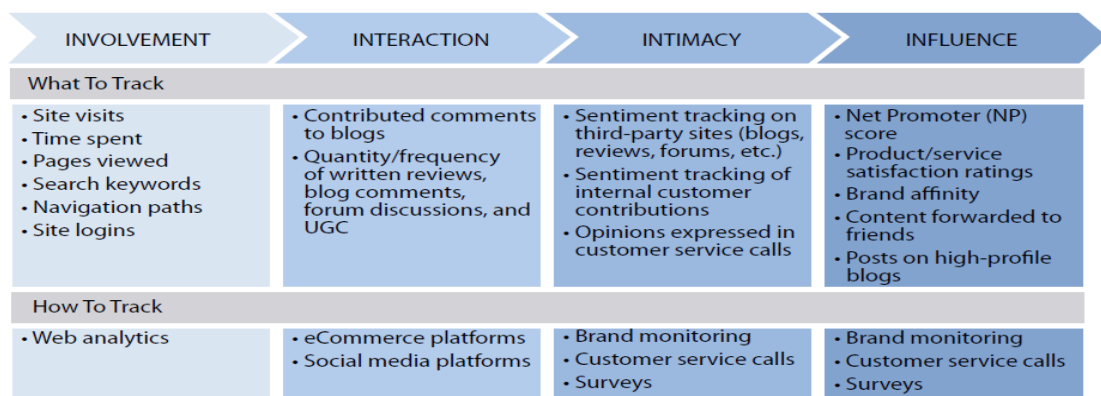 INVOLVEMENT
INTERACTION
INTIMACY
INFLUENCE
What To Track
• Site visits
• Time spent
• Pages viewed
• Search keywords
• Navigation paths
• Site logins
• Contributed comments
to blogs
• Quantity/frequency
of written reviews,
blog comments,
forum discussions, and
UGC
• Sentiment tracking on
third-party sites (blogs,
reviews, forums, etc.)
• Sentiment tracking of
internal customer
contributions
• Opinions expressed in
customer service calls
• Net Promoter (NP)
score
• Product/service
satisfaction ratings
• Brand affinity
• Content forwarded to
friends
• Posts on high-profile
blogs
How To Track
• Web analytics
• eCommerce platforms
• Social media platforms
• Brand monitoring
• Customer service calls
• Surveys
• Brand monitoring
• Customer service calls
• Surveys